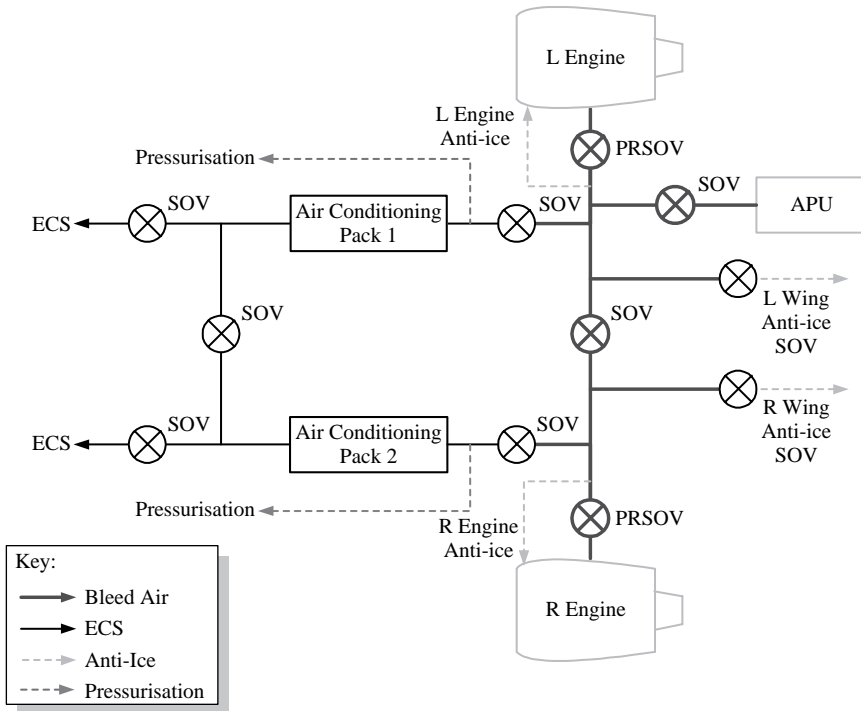 L Engine
L Engine
Anti-ice
PRSOV
Pressurisation
SOV
APU
SOV
Air Conditioning
Pack 1
SOV
ECS
L Wing
Anti-ice
SOV
SOV
SOV
R Wing
Anti-ice
SOV
SOV
Air Conditioning
Pack 2
SOV
ECS
Pressurisation
R Engine
Anti-ice
PRSOV
R Engine
Key:
Bleed Air
ECS
Anti-Ice
Pressurisation